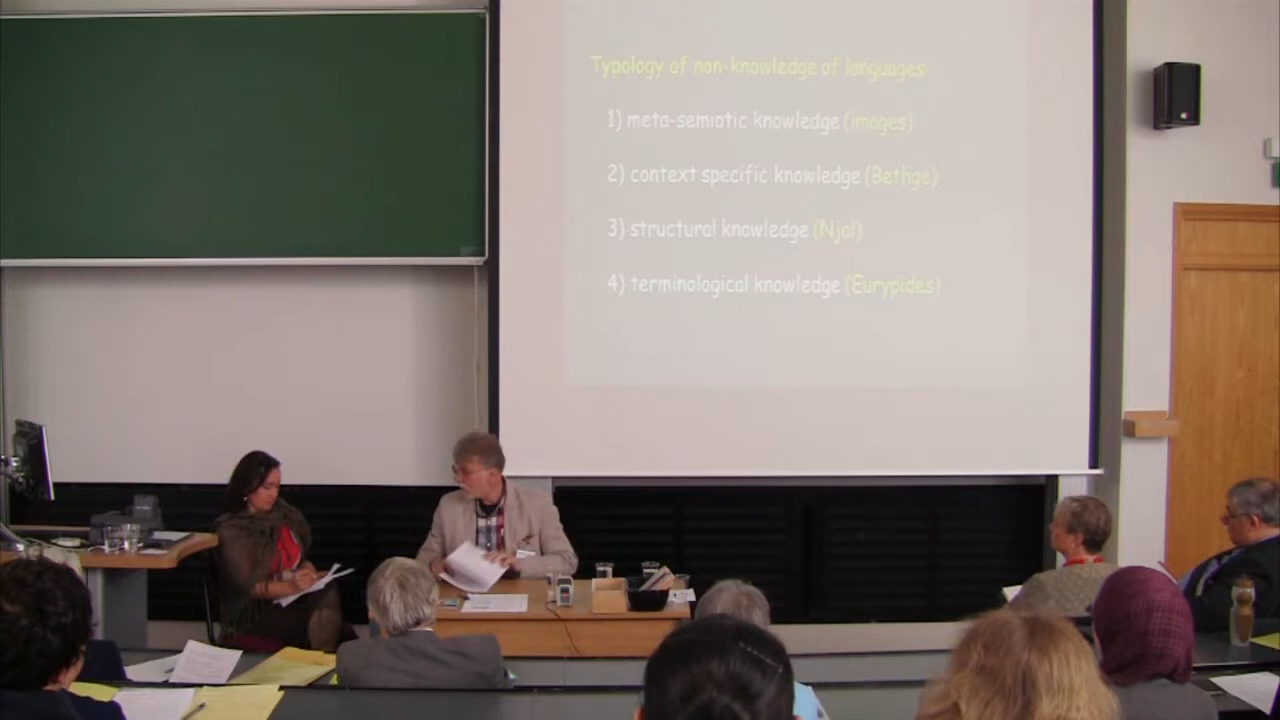 Typology of non-knowledge of languages
1) meta-semiotic knowledge (images)
2) context specific knowledge (Bethge)
3) structural knowledge (Njal)
4) terminological knowledge (Eurypides)